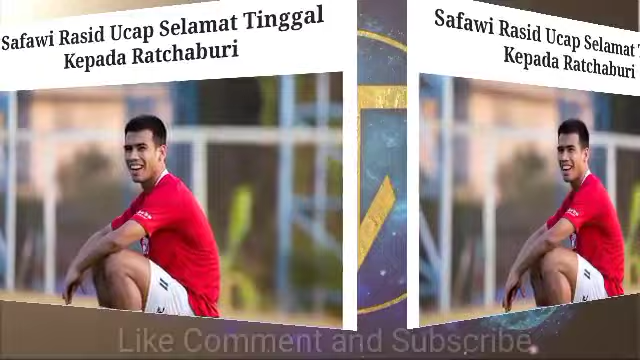 Safawi Rasid Ucap Selamat Tinggal
Kepada Ratchaburi
Safawi Rasid Ucap Selamat
Kepada Ratchaburi
Like Comment and Subscribe